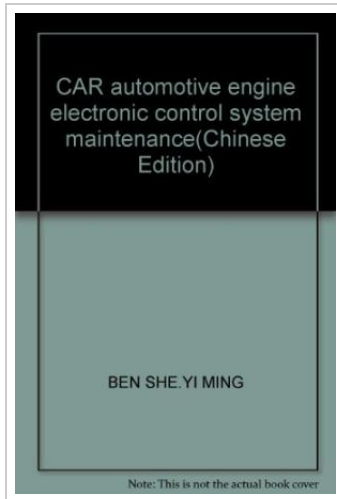 CAR automotive engine
electronic control system
maintenance(Chinese
Edition)
BEN SHE.YI MING
Note: This is not the actual book cover